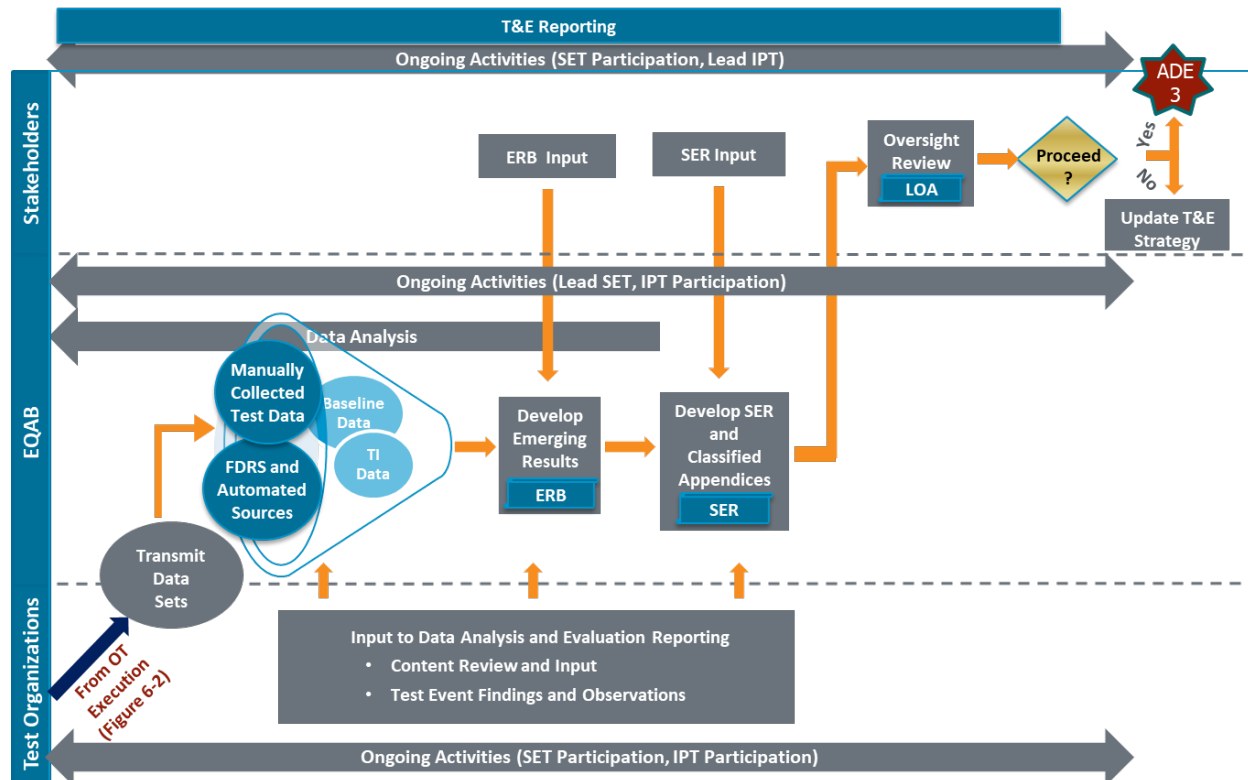 T&E Reporting
Ongoing Activities (SET Participation, Lead IPT)
ADE
3
Stakeholders
ERB Input
SER Input
Oversight
Review
LOA
Proceed
?
Yes
No
Update T&E
Strategy
Ongoing Activities (Lead SET, IPT Participation)
EQAB
Data Analysis
Manually
Collected
Test Data
Baseline
Data
TI
Data
FDRS and
Automated
Sources
Develop
Emerging
Results
ERB
Develop SER
and
Classified
Appendices
SER
Transmit
Data
Sets
Test Organizations
From OT
Execution
(Figure 6-2)
Input to Data Analysis and Evaluation Reporting
• Content Review and Input
• Test Event Findings and Observations
Ongoing Activities (SET Participation, IPT Participation)